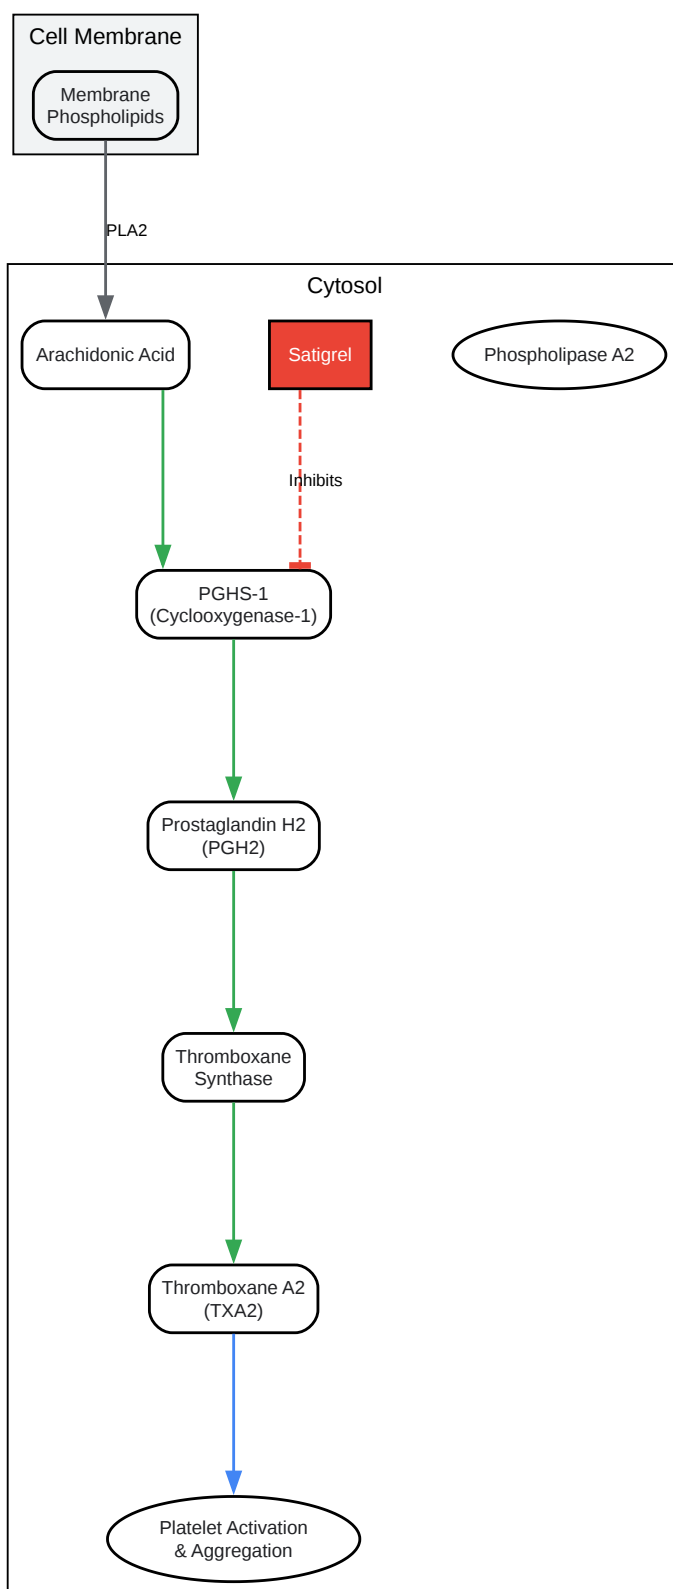 Cell Membrane
Membrane
Phospholipids
PLA2
Cytosol
Arachidonic Acid
Satigrel
Phospholipase A2
Inhibits
PGHS-1
(Cyclooxygenase-1)
Prostaglandin H2
(PGH2)
Thromboxane
Synthase
Thromboxane A2
(TXA2)
Platelet Activation
& Aggregation